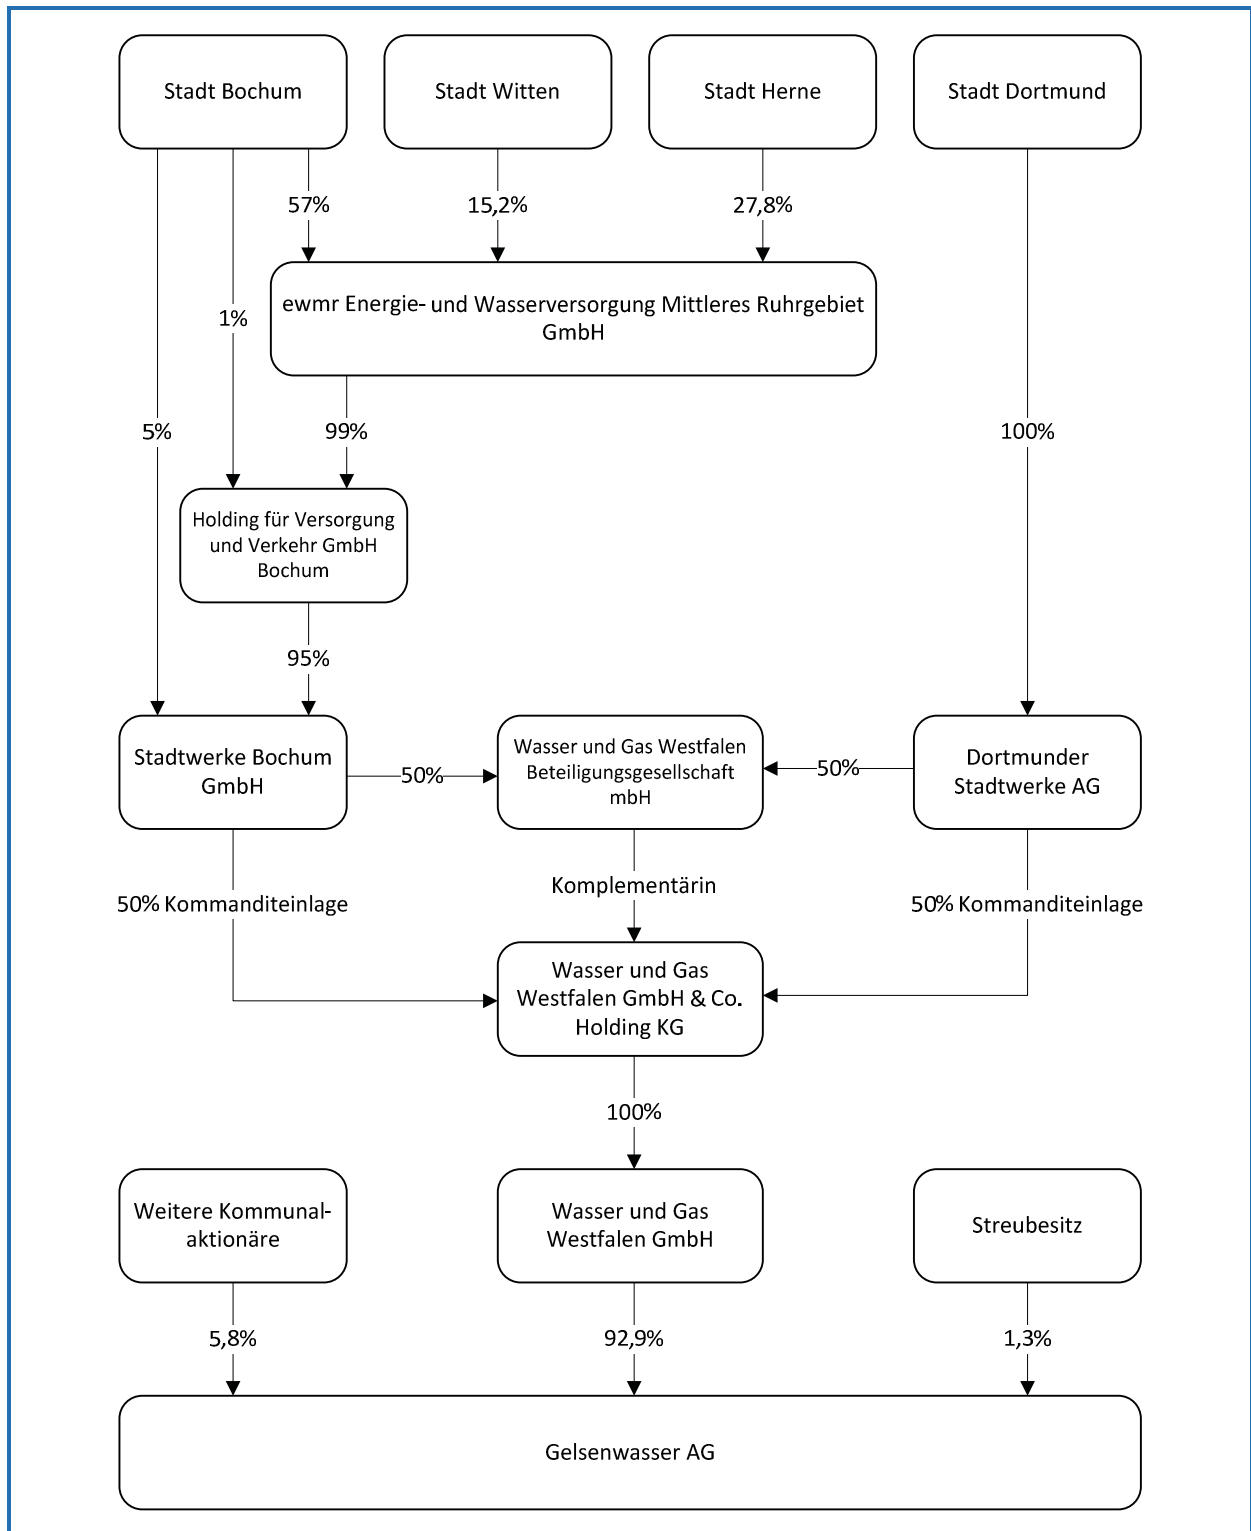 Stadt Bochum
Stadt Witten
Stadt Herne
Stadt Dortmund
57%
15,2%
27,8%
ewmr Energie- und Wasserversorgung Mittleres Ruhrgebiet
GmbH
1%
5%
99%
100%
Holding für Versorgung
und Verkehr GmbH
Bochum
95%
Stadtwerke Bochum
GmbH
50%
Wasser und Gas Westfalen
Beteiligungsgesellschaft
mbH
50%
Dortmunder
Stadtwerke AG
50% Kommanditeinlage
Komplementärin
50% Kommanditeinlage
Wasser und Gas
Westfalen GmbH & Co.
Holding KG
100%
Weitere Kommunal-
aktionäre
Wasser und Gas
Westfalen GmbH
Streubesitz
5,8%
92,9%
1,3%
Gelsenwasser AG